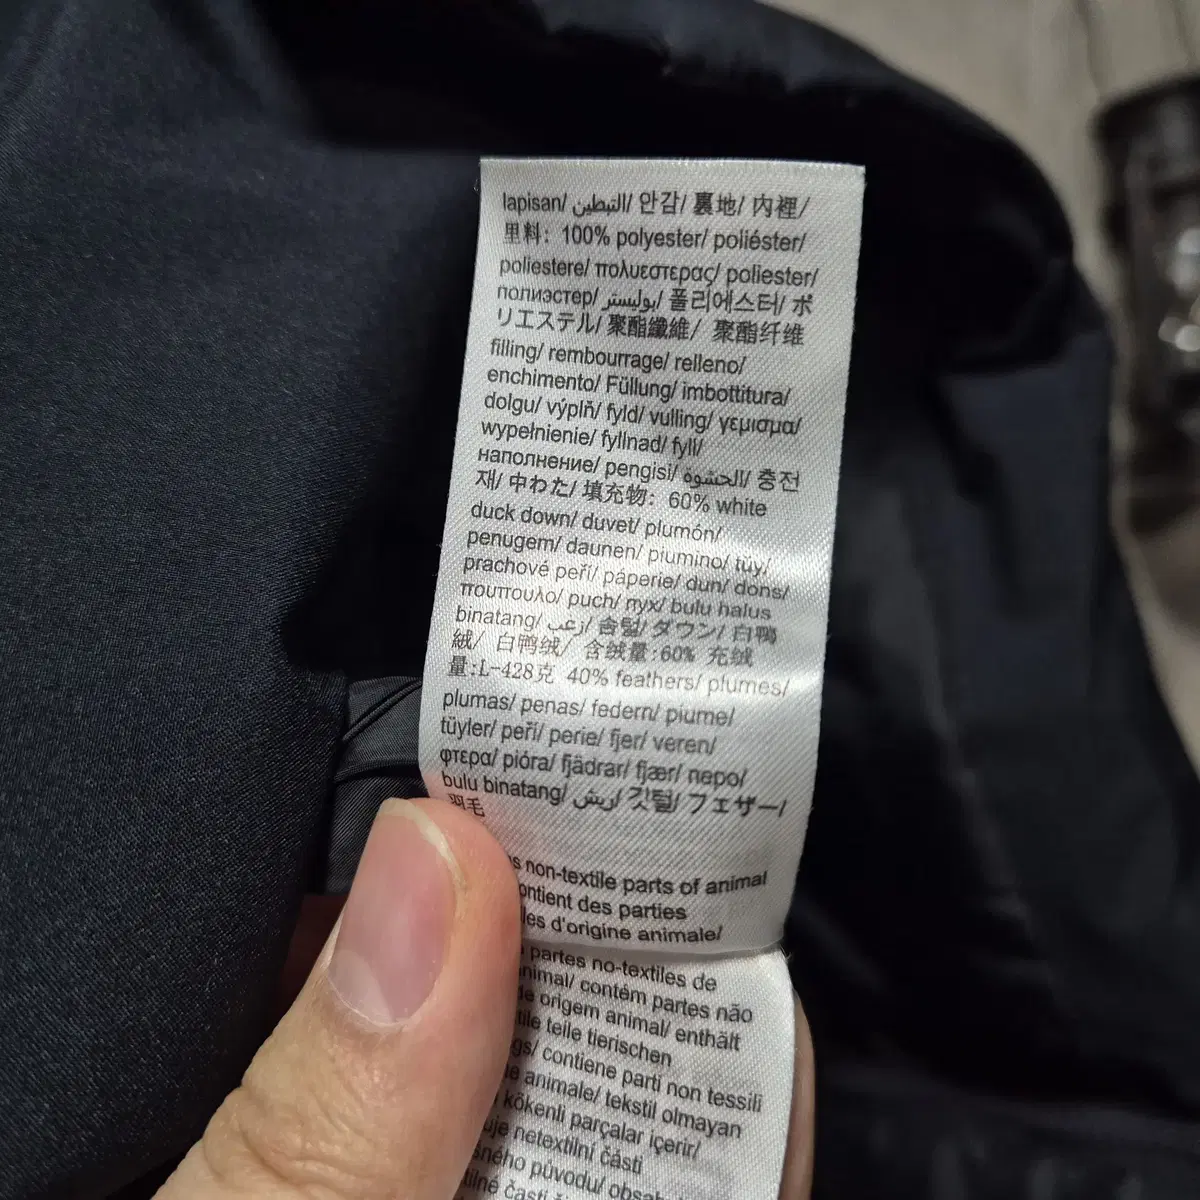 lapisan/ التبطين/ 안감/ 裏地/ 内裡/
里料: 100% polyester/ poliéster/
poliestere/ πολυεστερας/ poliester/
полиэстер/ بوليستر/ 폴리에스터/ ポ
リエステル/ 聚酯纖維/ 聚酯纤维
filling/ rembourrage/ relleno/
enchimento/ Füllung/ imbottitura/
dolgu/ výplň/ fyld/ vulling/ γεμισμα/
wypełnienie/ fyllnad/ fyll/
наполнение/ pengisi/ الحشوة/ 충전
재/ 中わた/ 填充物: 60% white
duck down/ duvet/ plumón/
penugem/ daunen/ piumino/ tüy/
prachové peří/ páperie/ dun/ dons/
πουπουλο/ puch/ пух/ bulu halus
binatang/ زغب/ 솜털/ ダウン/ 白鴨
絨/ 白鸭绒/ 含绒量:60% 充绒
量:L-428克 40% feathers/ plumes/
plumas/ penas/ federn/ piume/
tüyler/ peří/ perie/ fjer/ veren/
φτερα/ pióra/ fjädrar/ fjær/ перо/
bulu binatang/ ريش/ 깃털/ フェザー/
羽毛
non-textile parts of animal
contient des parties
d'origine animale/
partes no-textiles de
animal/ contém partes não
de origem animal/ enthält
teile tierischen
contiene parti non tessili
animale/ tekstil olmayan
kökenli parçalar içerir/
netextilní části
původu/
části